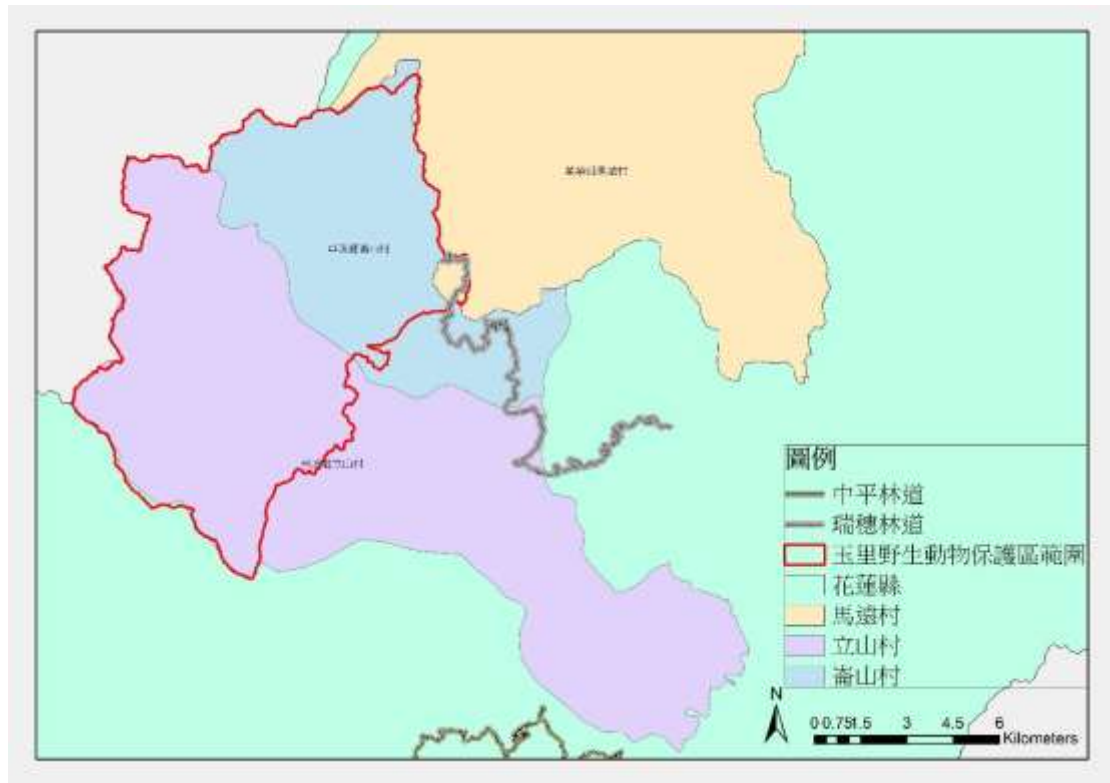 圖例
中平林道
瑞穗林道
玉里野生動物保護區範圍
花蓮縣
馬遠村
立山村
崙山村
N
0 0.75 1.5 3 4.5 6
Kilometers